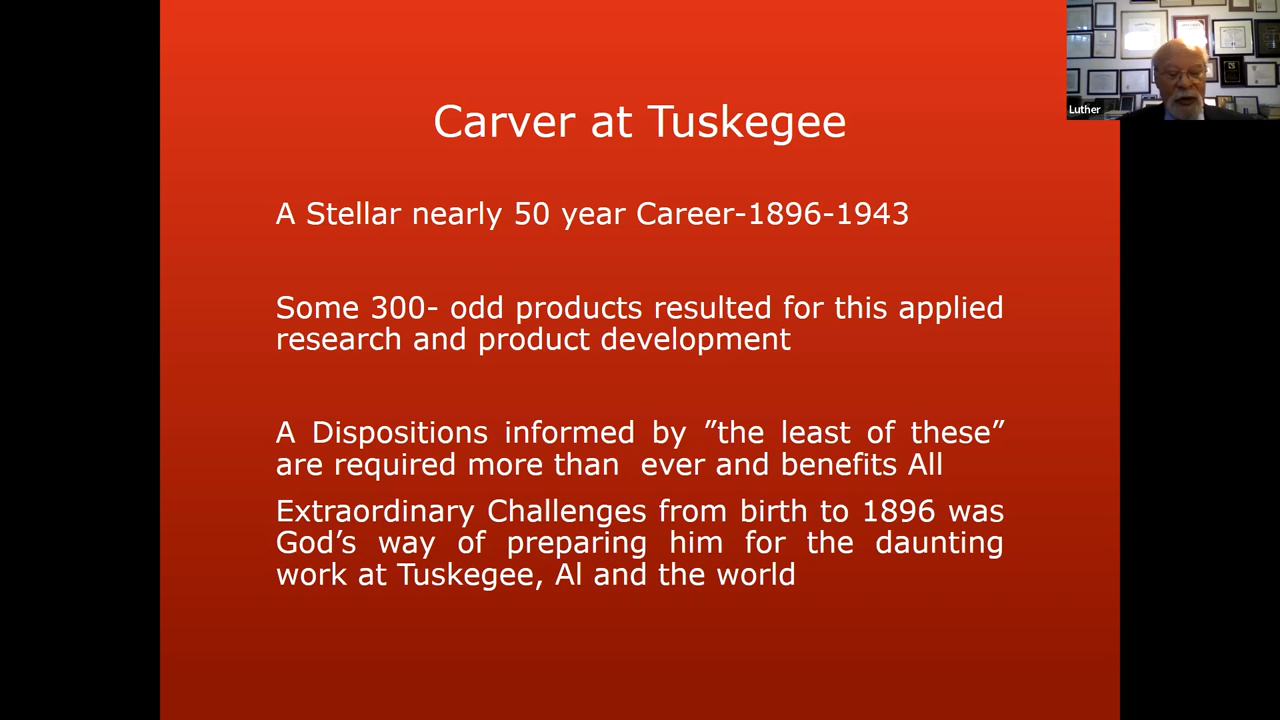 Carver at Tuskegee
A Stellar nearly 50 year Career-1896-1943
Some 300- odd products resulted for this applied
research and product development
A Dispositions informed by ”the least of these”
are required more than  ever and benefits All
Extraordinary Challenges from birth to 1896 was
God’s way of preparing him for the daunting
work at Tuskegee, Al and the world
Luther